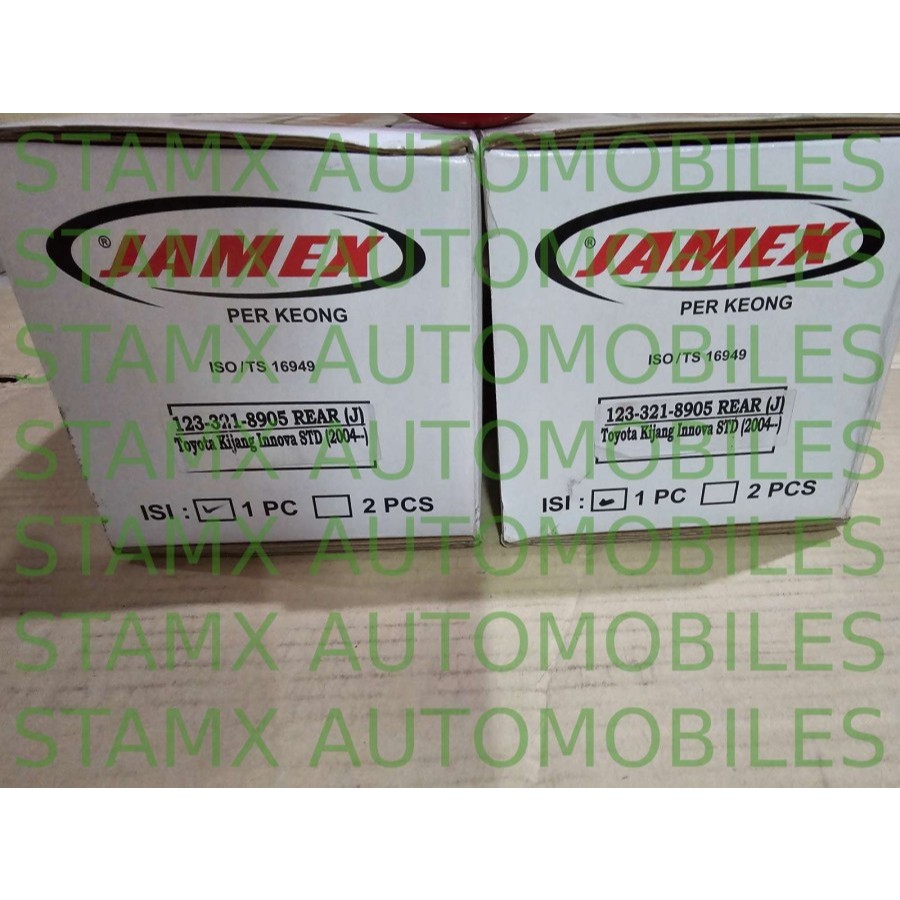 STAMX AUTOMOBILES
® JAMEX
PER KEONG
ISO/TS 16949
123-321-8905 REAR (J)
Toyota Kijang Innova STD (2004--)
ISI : 1 PC 2 PCS
® JAMEX
PER KEONG
ISO/TS 16949
123-321-8905 REAR (J)
Toyota Kijang Innova STD (2004--)
ISI : 1 PC 2 PCS
STAMX AUTOMOBILES
STAMX AUTOMOBILES
STAMX AUTOMOBILES
STAMX AUTOMOBILES
STAMX AUTOMOBILES
STAMX AUTOMOBILES